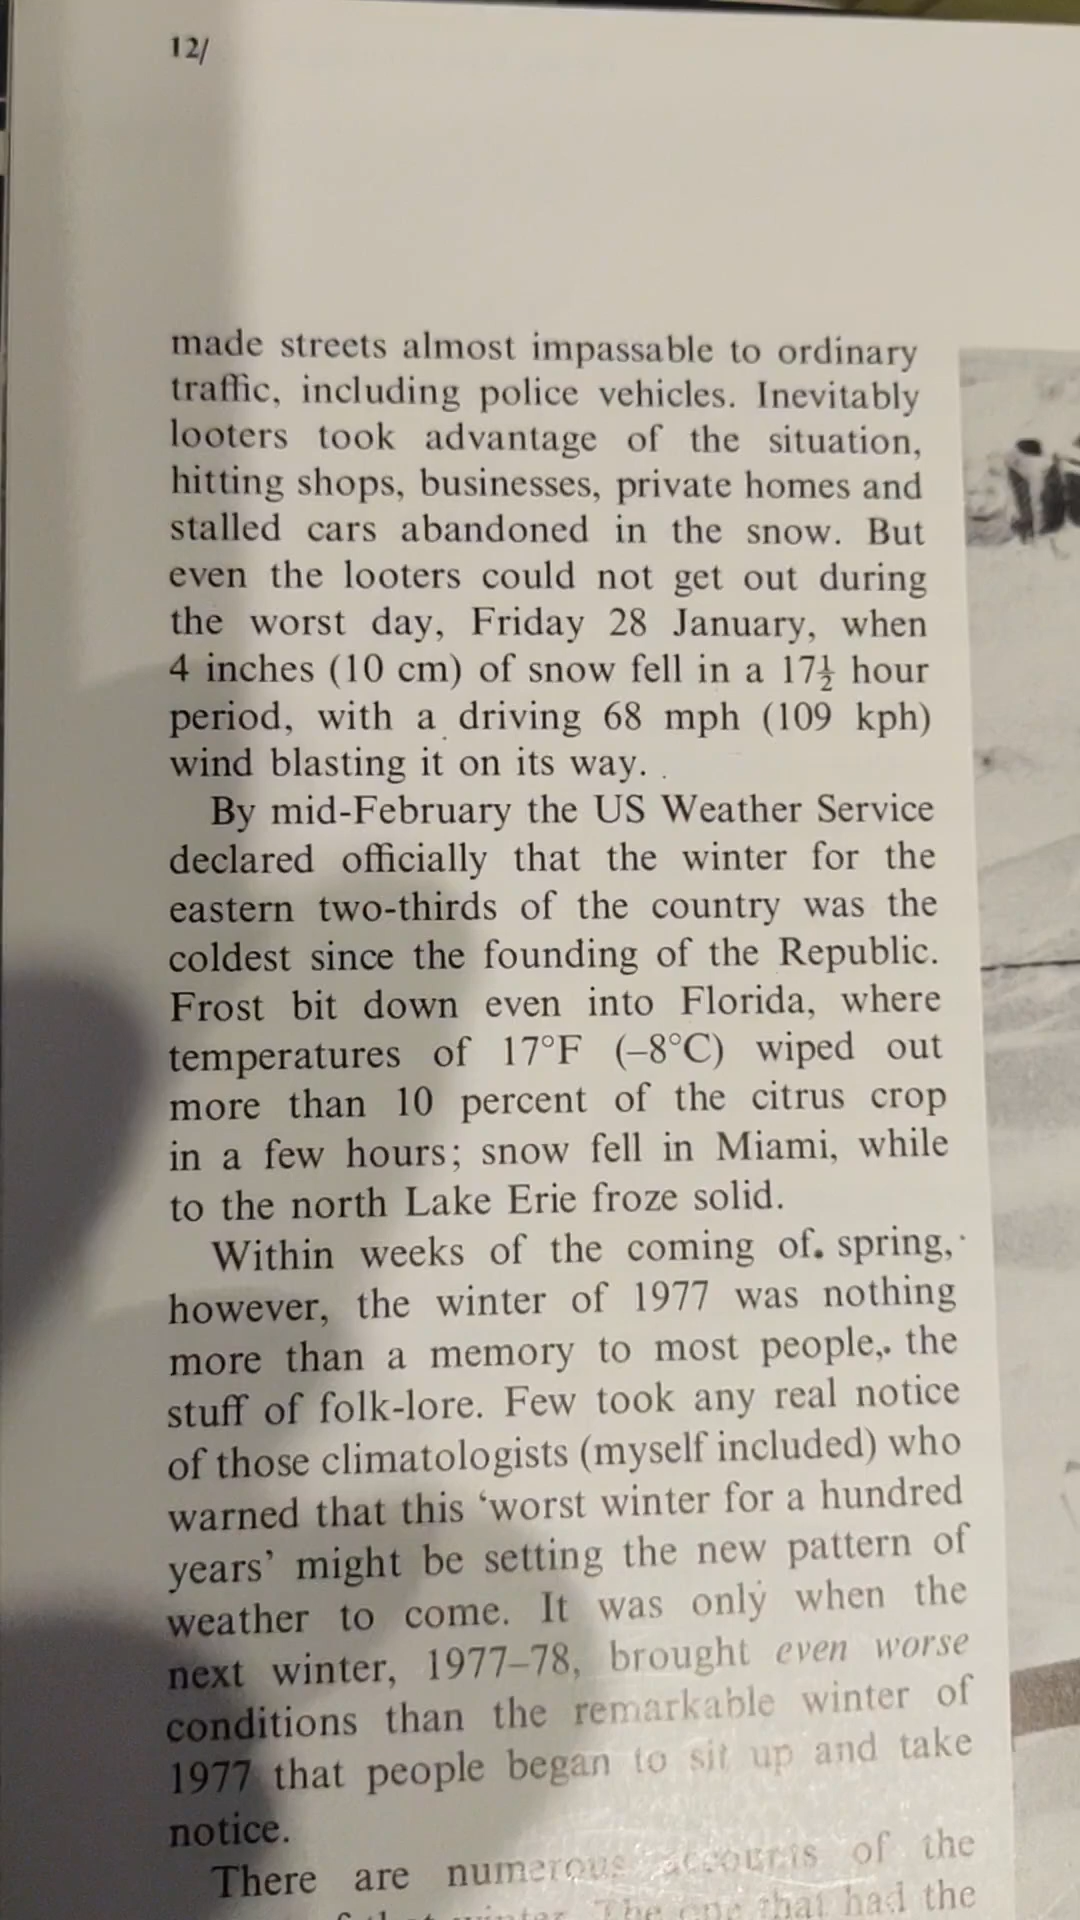 12/
made streets almost impassable to ordinary
traffic, including police vehicles. Inevitably
looters took advantage of the situation,
hitting shops, businesses, private homes and
stalled cars abandoned in the snow. But
even the looters could not get out during
the worst day, Friday 28 January, when
4 inches (10 cm) of snow fell in a 17½ hour
period, with a driving 68 mph (109 kph)
wind blasting it on its way.
By mid-February the US Weather Service
declared officially that the winter for the
eastern two-thirds of the country was the
coldest since the founding of the Republic.
Frost bit down even into Florida, where
temperatures of 17°F (–8°C) wiped out
more than 10 percent of the citrus crop
in a few hours; snow fell in Miami, while
to the north Lake Erie froze solid.
Within weeks of the coming of spring,
however, the winter of 1977 was nothing
more than a memory to most people, the
stuff of folk-lore. Few took any real notice
of those climatologists (myself included) who
warned that this ‘worst winter for a hundred
years’ might be setting the new pattern of
weather to come. It was only when the
next winter, 1977–78, brought even worse
conditions than the remarkable winter of
1977 that people began to sit up and take
notice.
There are numerous accounts of the
that winter. The one that had the